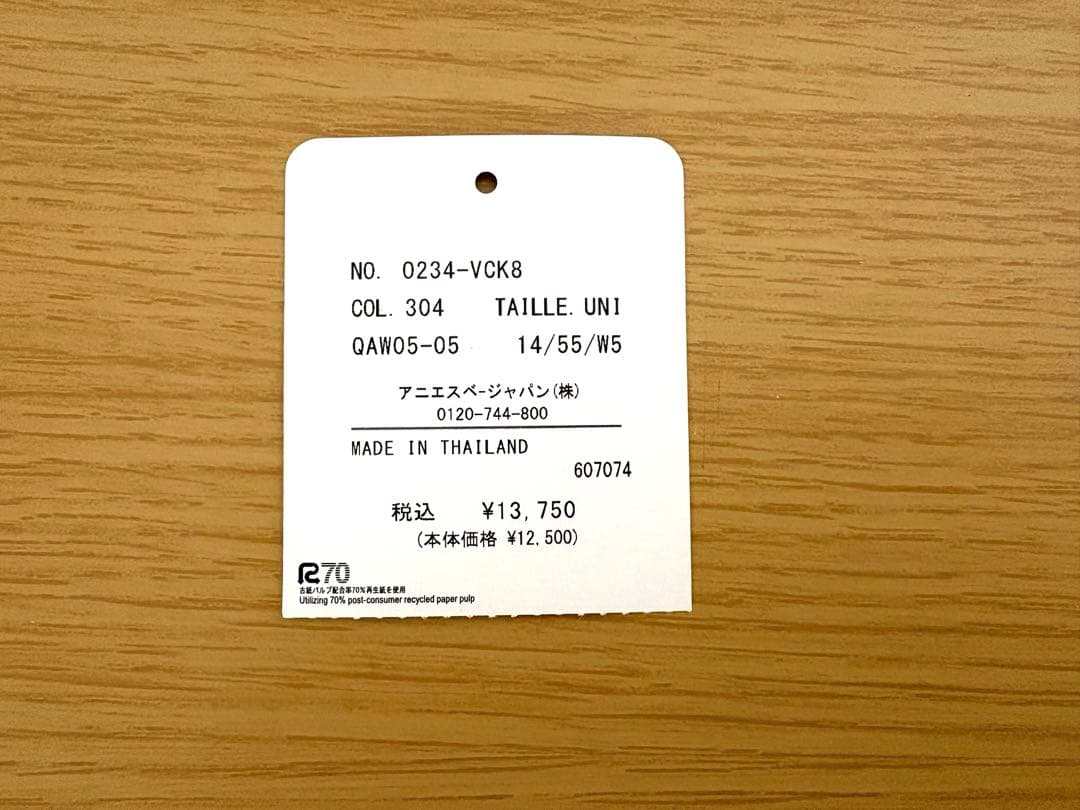 NO. 0234-VCK8
COL. 304 TAILLE. UNI
QAW05-05 14/55/W5
アニエスベージャパン(株)
0120-744-800
MADE IN THAILAND
607074
税込 ¥13,750
(本体価格 ¥12,500)
R70
古紙パルプ配合率70%再生紙を使用
Utilizing 70% post-consumer recycled paper pulp